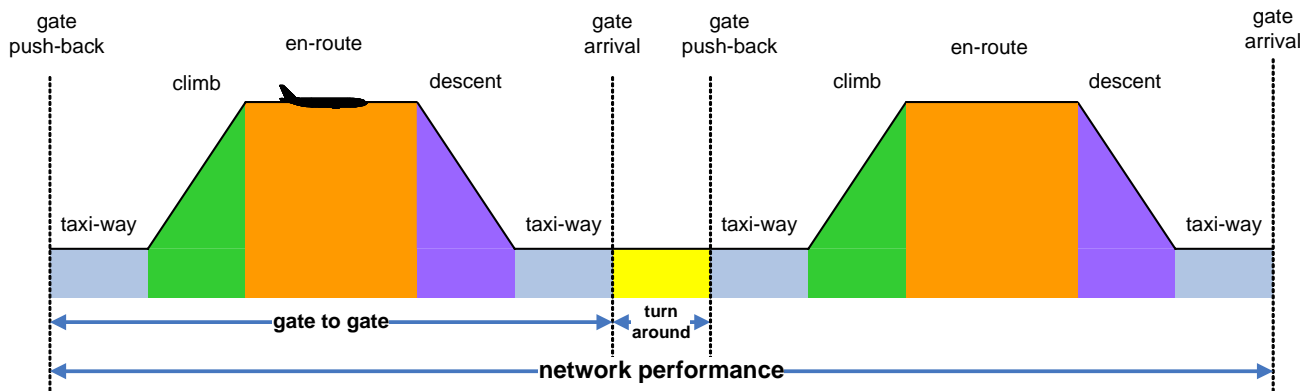 gate
push-back
en-route
gate
arrival
gate
push-back
en-route
gate
arrival
climb
descent
climb
descent
taxi-way
taxi-way
taxi-way
taxi-way
gate to gate
turn
around
network performance